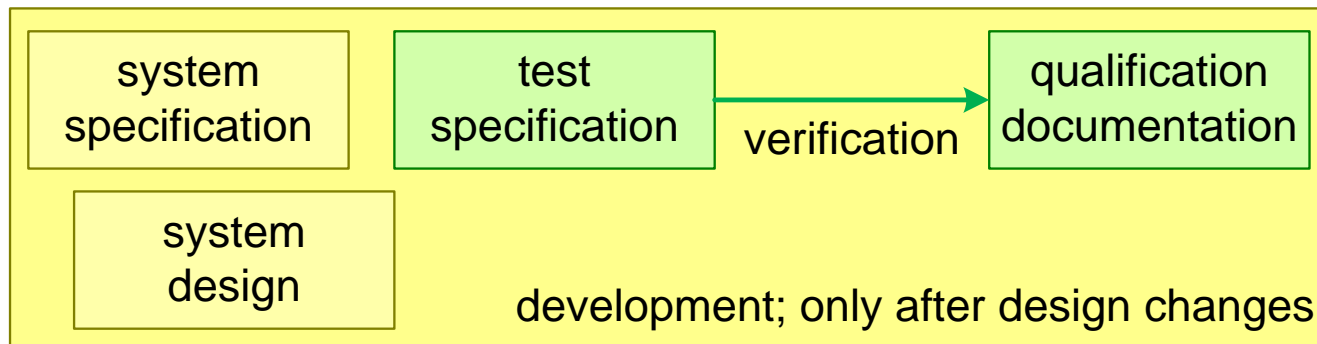 system
specification
test
specification
verification
qualification
documentation
system
design
development; only after design changes